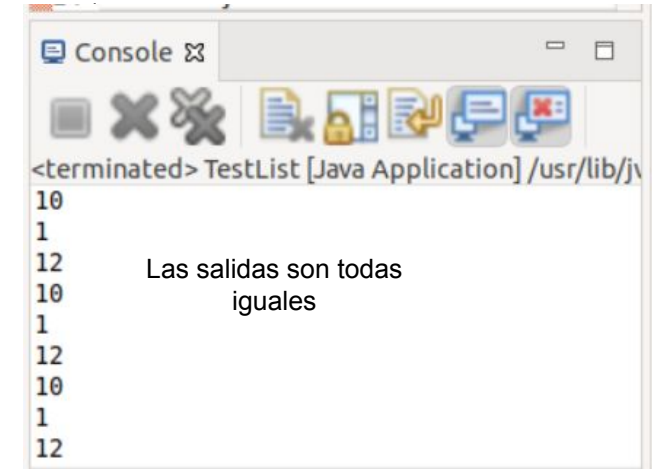 Console
<terminated> TestList [Java Application] /usr/lib/jv
10
1
12
10
1
12
10
1
12
Las salidas son todas
iguales